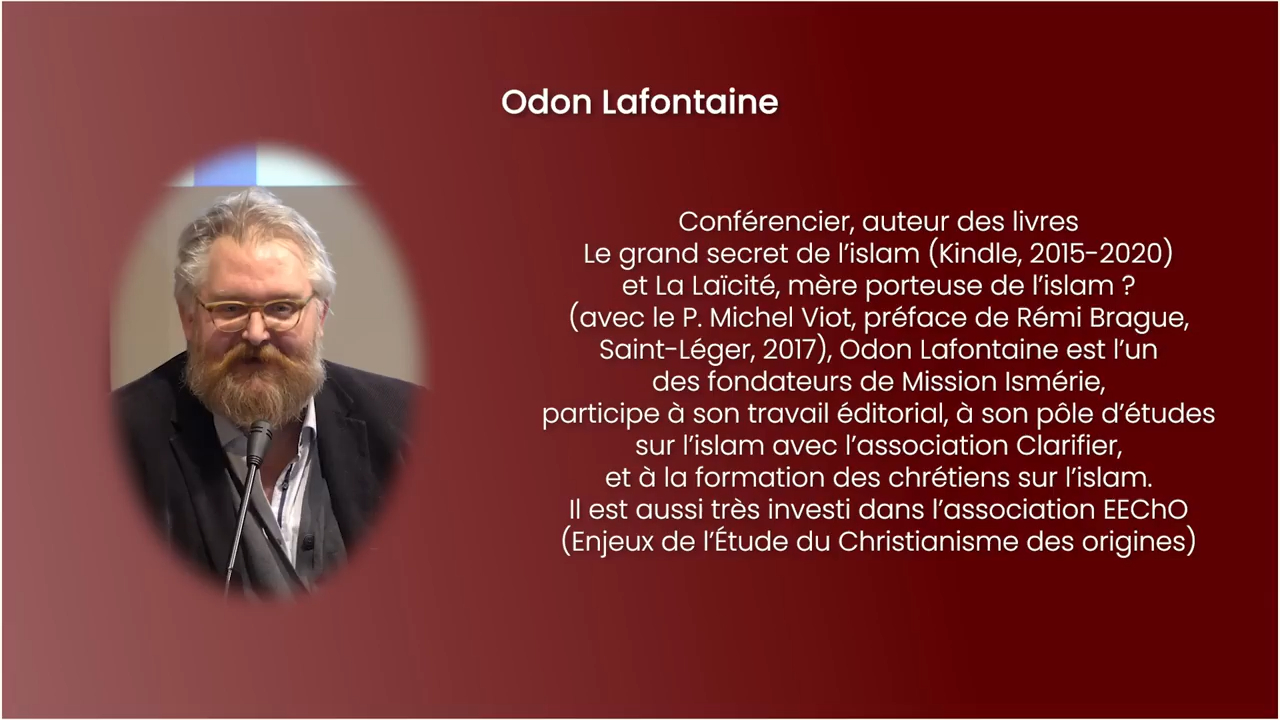 Odon Lafontaine
Conférencier, auteur des livres
Le grand secret de l’islam (Kindle, 2015-2020)
et La Laïcité, mère porteuse de l’islam ?
(avec le P. Michel Viot, préface de Rémi Brague,
Saint-Léger, 2017), Odon Lafontaine est l’un
des fondateurs de Mission Ismérie,
participe à son travail éditorial, à son pôle d’études
sur l’islam avec l’association Clarifier,
et à la formation des chrétiens sur l’islam.
Il est aussi très investi dans l’association EEChO
(Enjeux de l’Étude du Christianisme des origines)